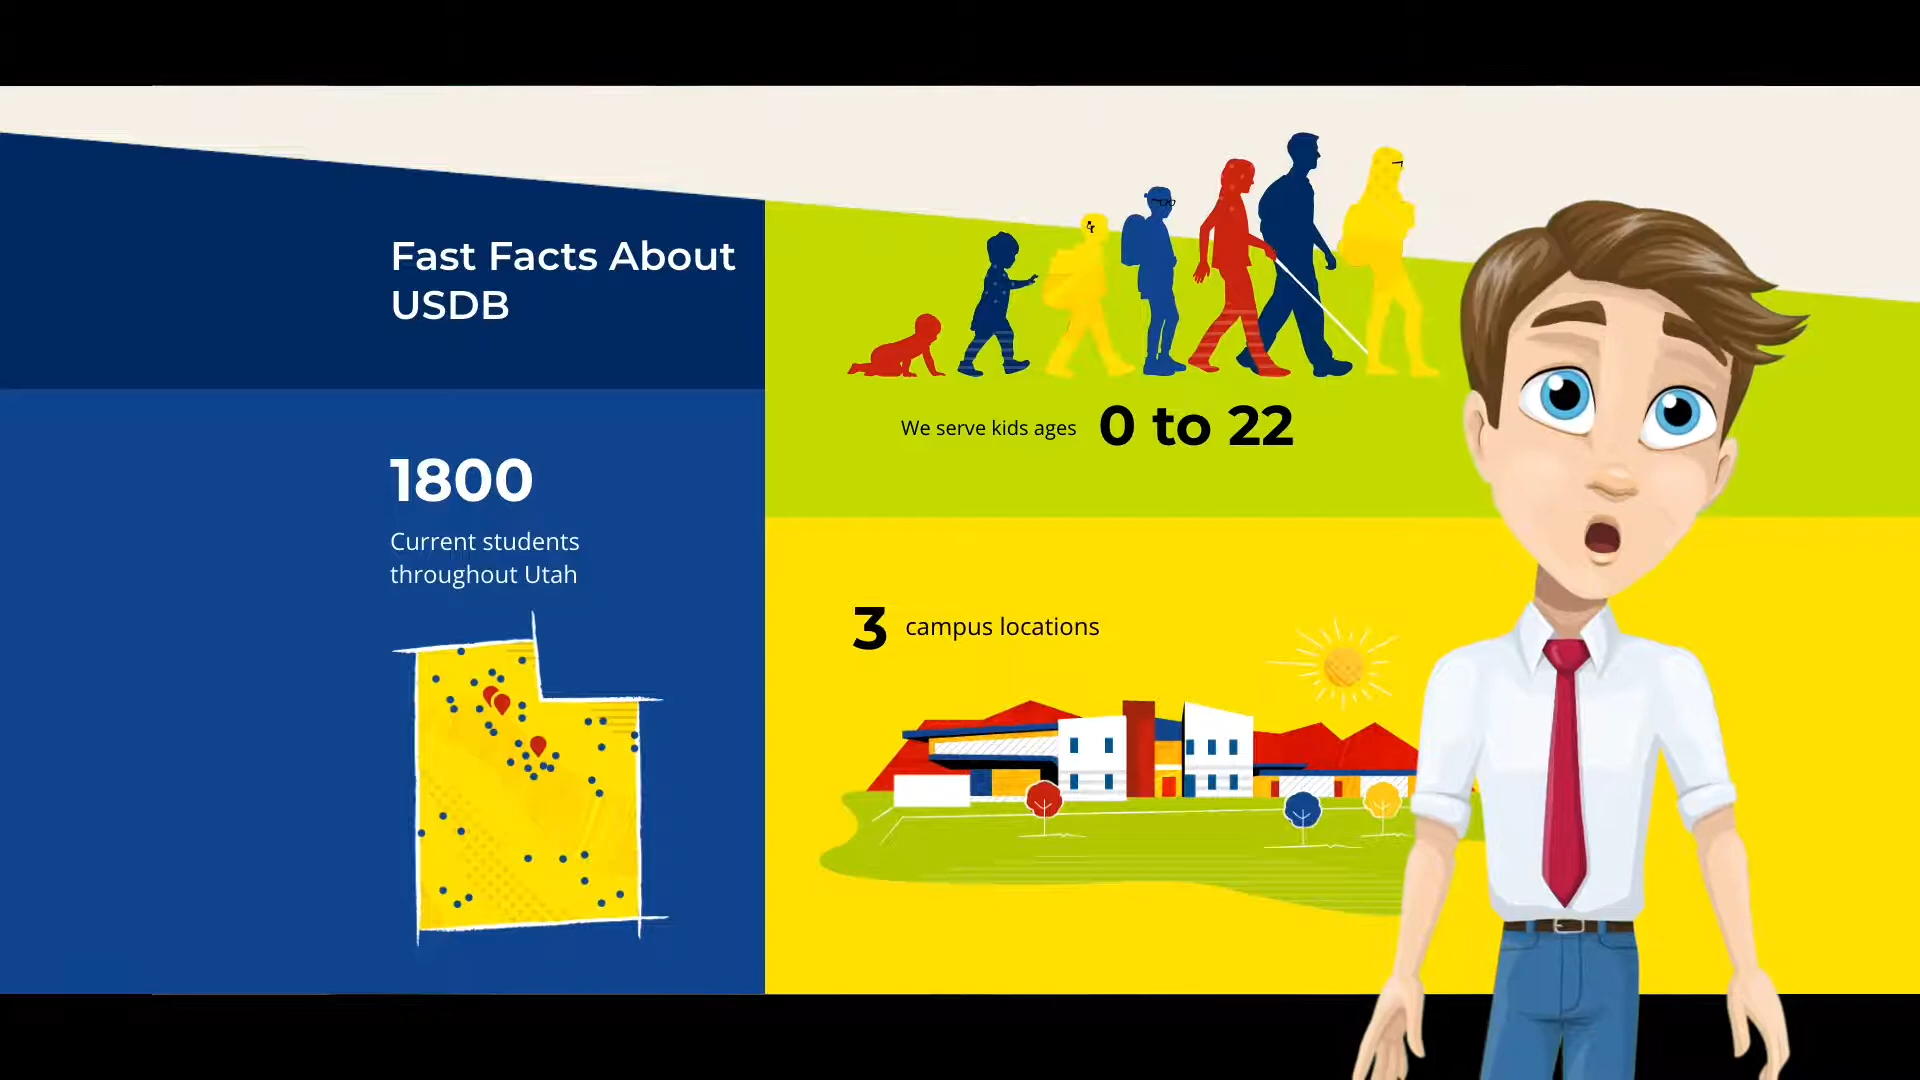 Fast Facts About
USDB
1800
Current students
throughout Utah
We serve kids ages 0 to 22
3 campus locations